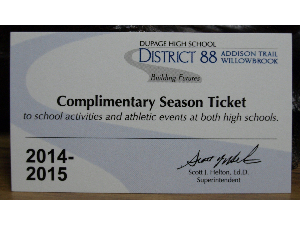 DUPAGE HIGH SCHOOL
DISTRICT 88 ADDISON TRAIL
WILLOWBROOK
Building Futures
Complimentary Season Ticket
to school activities and athletic events at both high schools.
2014-
2015
Scott J. Helton, Ed.D.
Superintendent